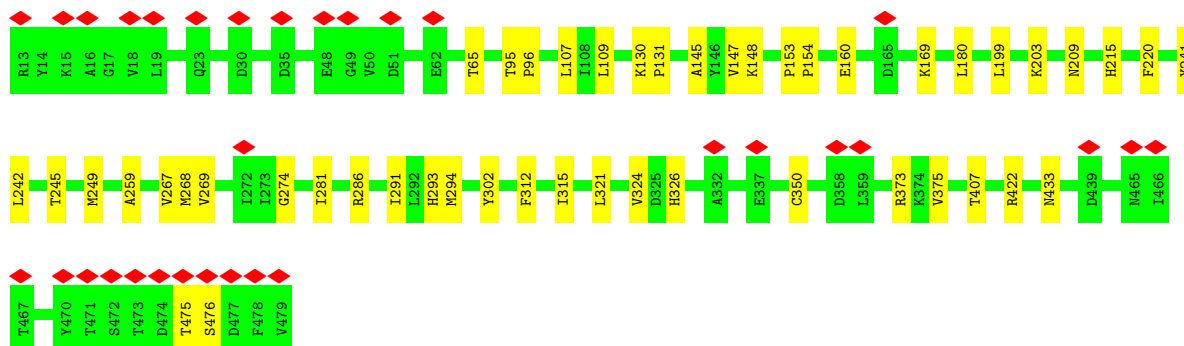 R13 Y14 K15 A16 G17 V18 L19 Q23 D30 D35 E48 G49 V50 D51 E62 T65 T95 P96 L107 I108 L109 K130 P131 A145 Y146 V147 K148 P153 P154 E160 D165 K169 L180 L199 K203 N209 H215 F220
L242 T245 M249 A259 V267 M268 V269 I272 I273 G274 I281 R286 I291 L292 H293 M294 Y302 F312 I315 L321 V324 D325 H326 A332 E337 C350 D358 L359 R373 K374 V375 T407 R422 N433 D439 N465 I466
T467 Y470 T471 S472 T473 D474 T475 S476 D477 F478 V479